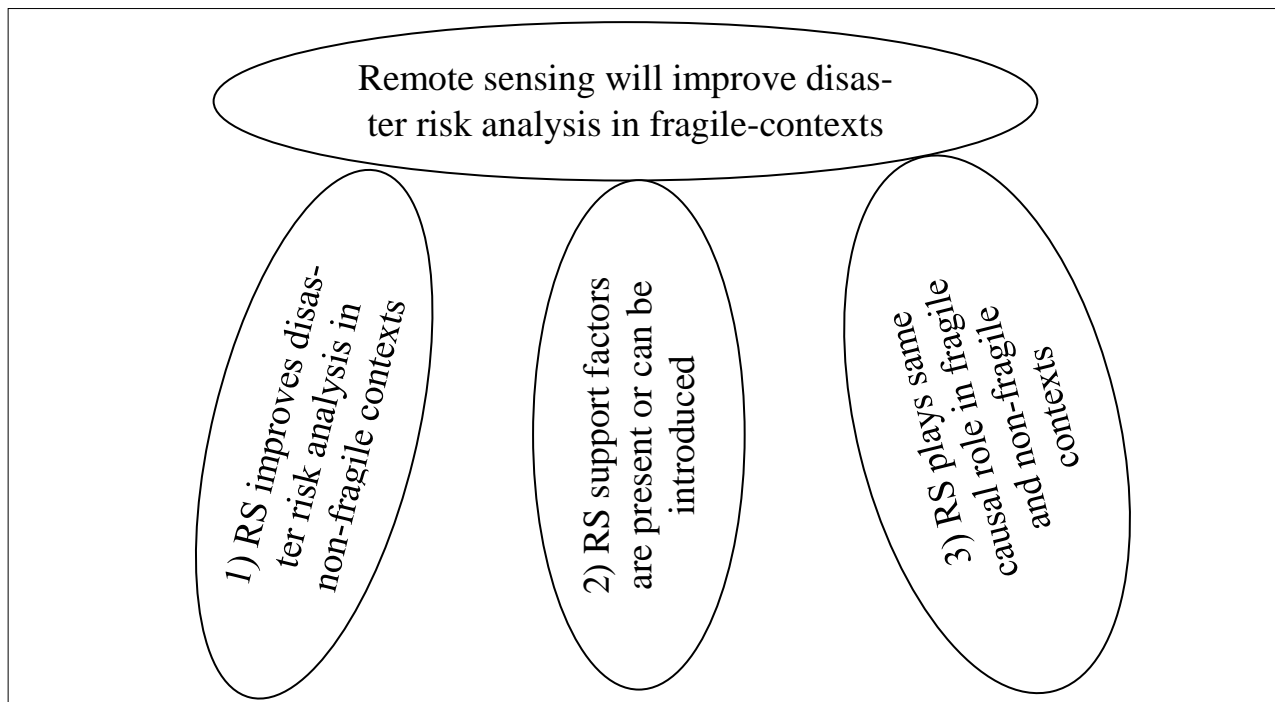 Remote sensing will improve disas-
ter risk analysis in fragile-contexts
1) RS improves disas-
ter risk analysis in
non-fragile contexts
2) RS support factors
are present or can be
introduced
3) RS plays same
causal role in fragile
and non-fragile
contexts